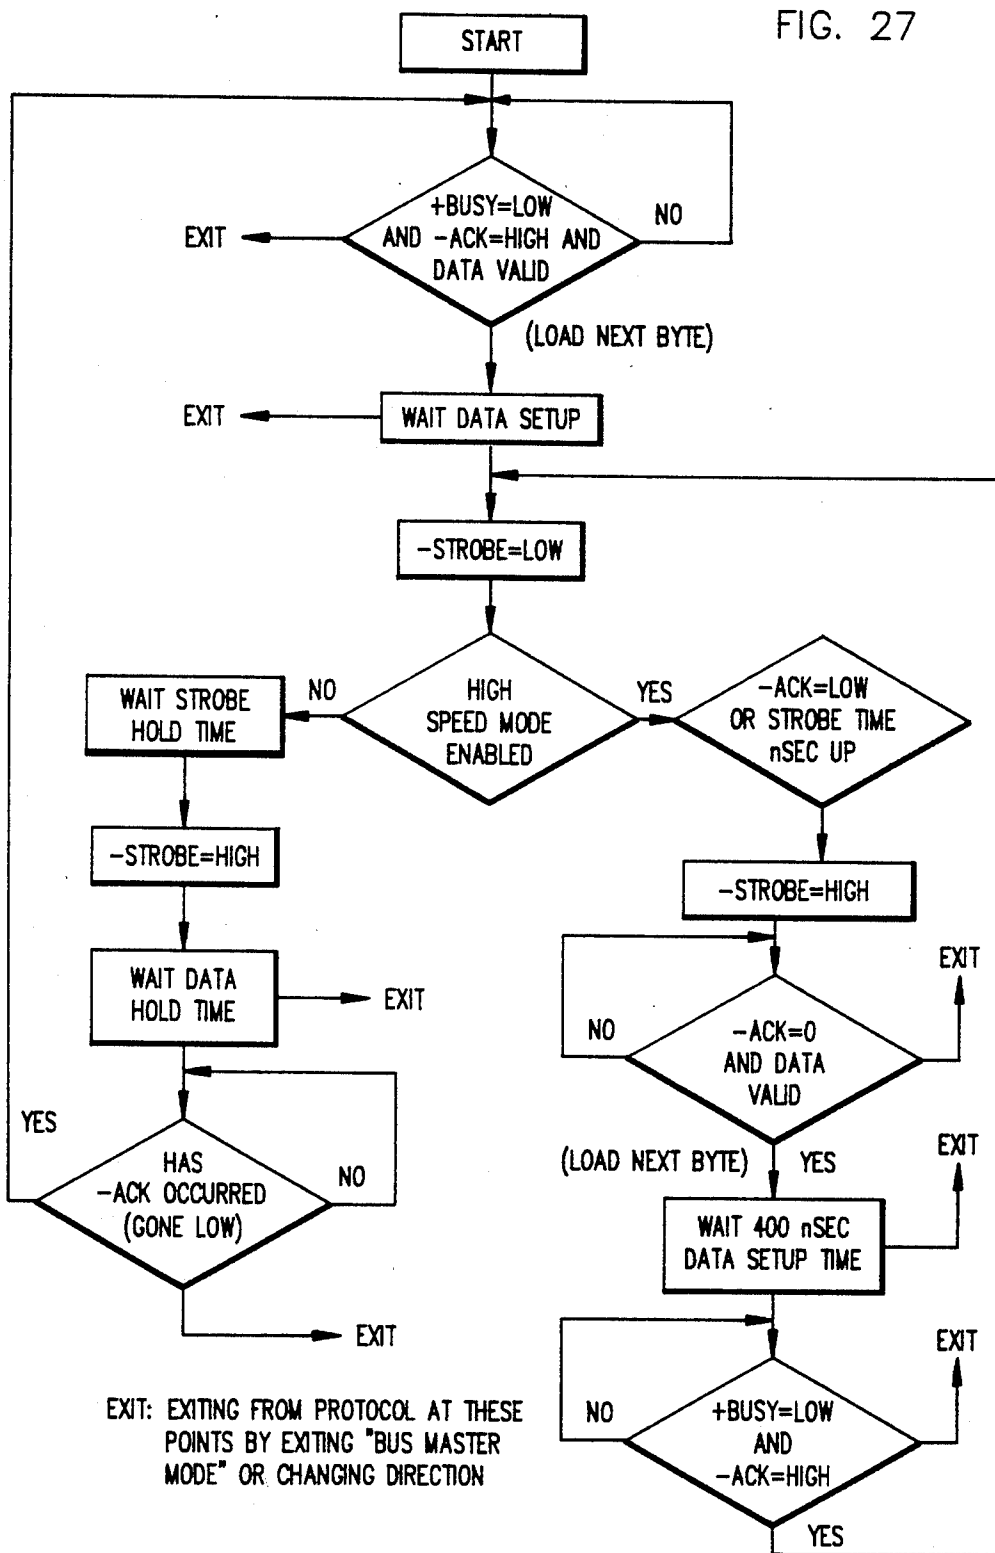 FIG. 27
START
+BUSY=LOW
AND -ACK=HIGH AND
DATA VALID
NO
EXIT
(LOAD NEXT BYTE)
WAIT DATA SETUP
EXIT
-STROBE=LOW
HIGH
SPEED MODE
ENABLED
NO
YES
WAIT STROBE
HOLD TIME
-ACK=LOW
OR STROBE TIME
nSEC UP
-STROBE=HIGH
-STROBE=HIGH
WAIT DATA
HOLD TIME
EXIT
-ACK=0
AND DATA
VALID
NO
EXIT
YES
HAS
-ACK OCCURRED
(GONE LOW)
NO
EXIT
(LOAD NEXT BYTE)
YES
WAIT 400 nSEC
DATA SETUP TIME
EXIT
+BUSY=LOW
AND
-ACK=HIGH
NO
EXIT
YES
EXIT: EXITING FROM PROTOCOL AT THESE
POINTS BY EXITING "BUS MASTER
MODE" OR CHANGING DIRECTION